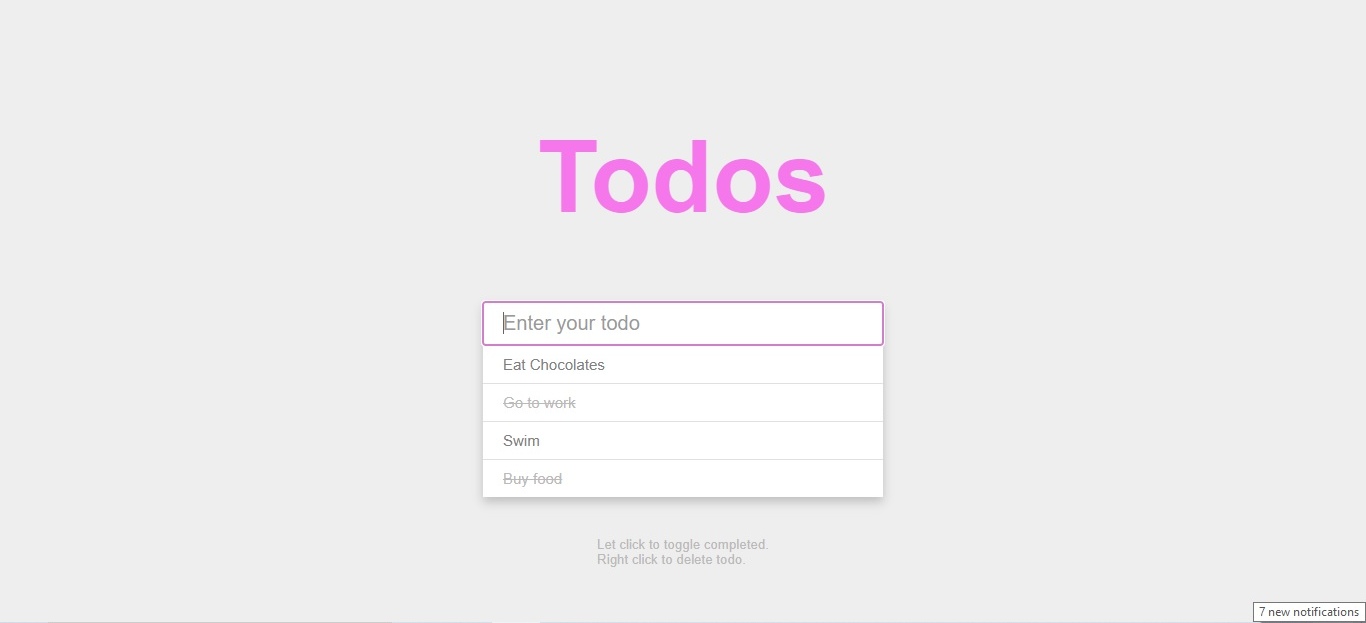 Todos
Enter your todo
Eat Chocolates
Go to work
Swim
Buy food
Let click to toggle completed.
Right click to delete todo.
7 new notifications